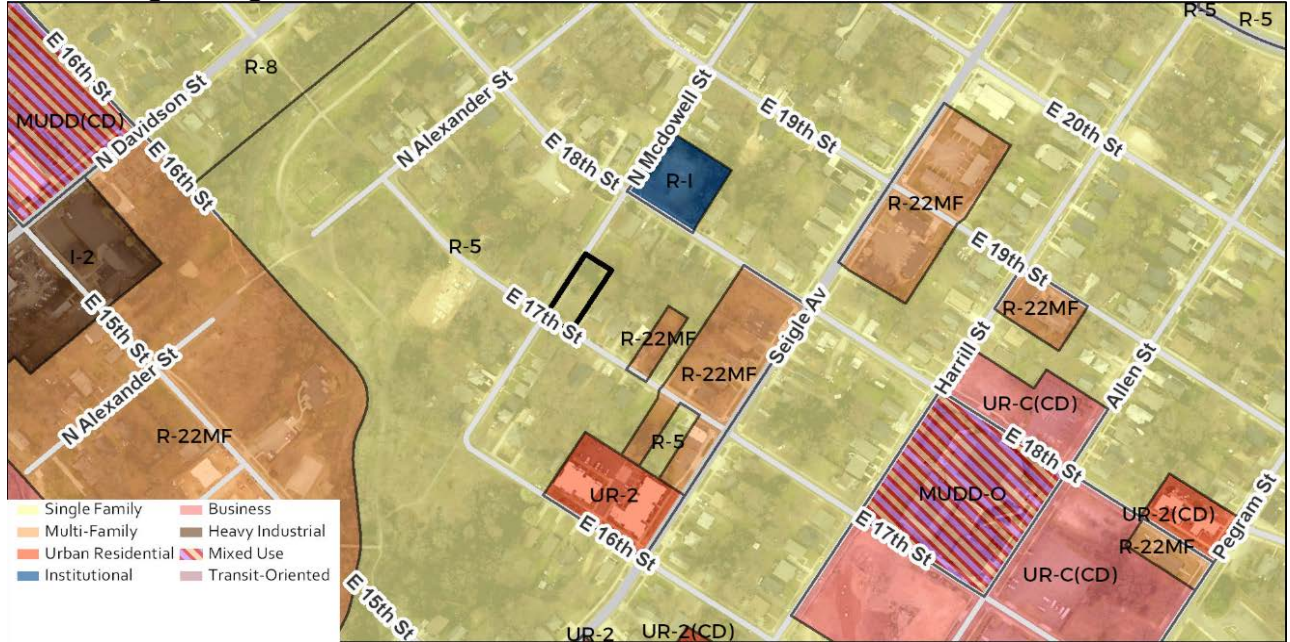 R-5
R-5
E 16th St
R-8
MUDD(CD)
N Davidson St
N Alexander St
N Mcdowell St
E 19th St
E 20th St
E 16th St
E 18th St
R-I
R-22MF
I-2
R-5
E 19th St
E 15th St
E 17th St
R-22MF
R-22MF
Seigle Av
R-22MF
Harrill St
Allen St
N Alexander St
UR-C(CD)
R-22MF
R-5
E 18th St
UR-2
MUDD-O
Pegram St
UR-2(CD)
R-22MF
E 16th St
E 17th St
UR-C(CD)
E 15th St
UR-2
UR-2(CD)
Single Family
Multi-Family
Urban Residential
Institutional
Business
Heavy Industrial
Mixed Use
Transit-Oriented